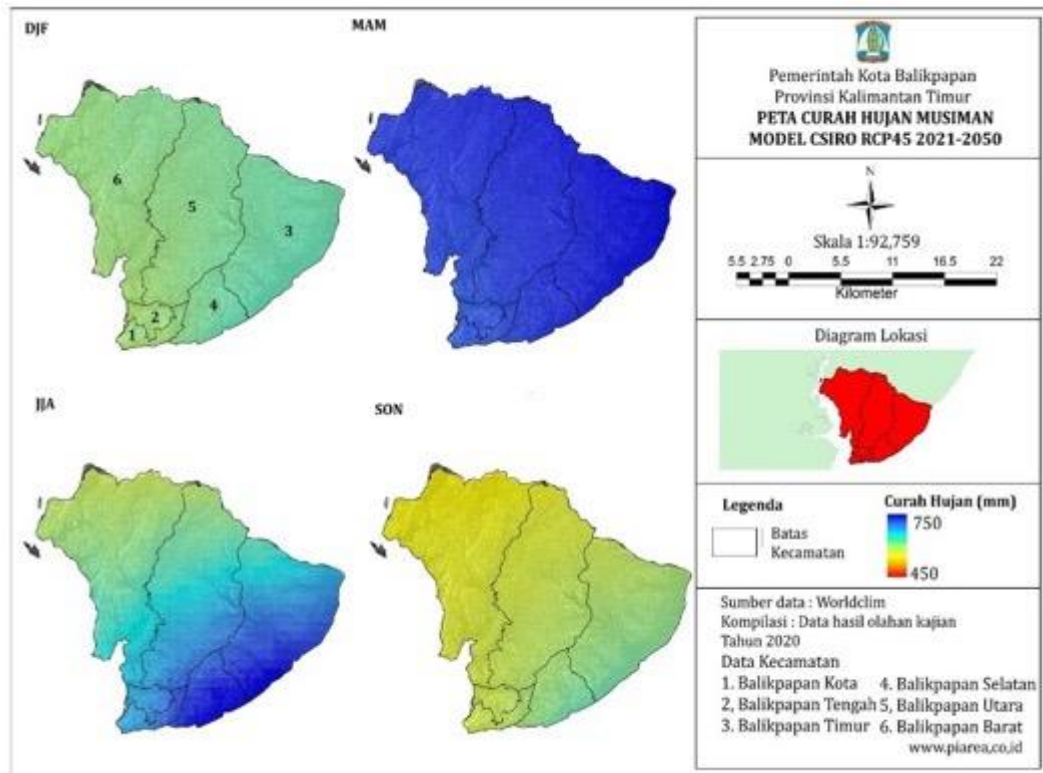 DJF
MAM
6
5
3
4
2
1
JJA
SON
Pemerintah Kota Balikpapan
Provinsi Kalimantan Timur
PETA CURAH HUJAN MUSIMAN
MODEL CSIRO RCP45 2021-2050
N
Skala 1:92,759
5.5 2.75 0 5.5 11 16.5 22
Kilometer
Diagram Lokasi
Legenda
Batas
Kecamatan
Curah Hujan (mm)
750
450
Sumber data : Worldclim
Kompilasi : Data hasil olahan kajian
Tahun 2020
Data Kecamatan
1. Balikpapan Kota 4. Balikpapan Selatan
2, Balikpapan Tengah 5, Balikpapan Utara
3. Balikpapan Timur 6. Balikpapan Barat
www.piarea,co,id